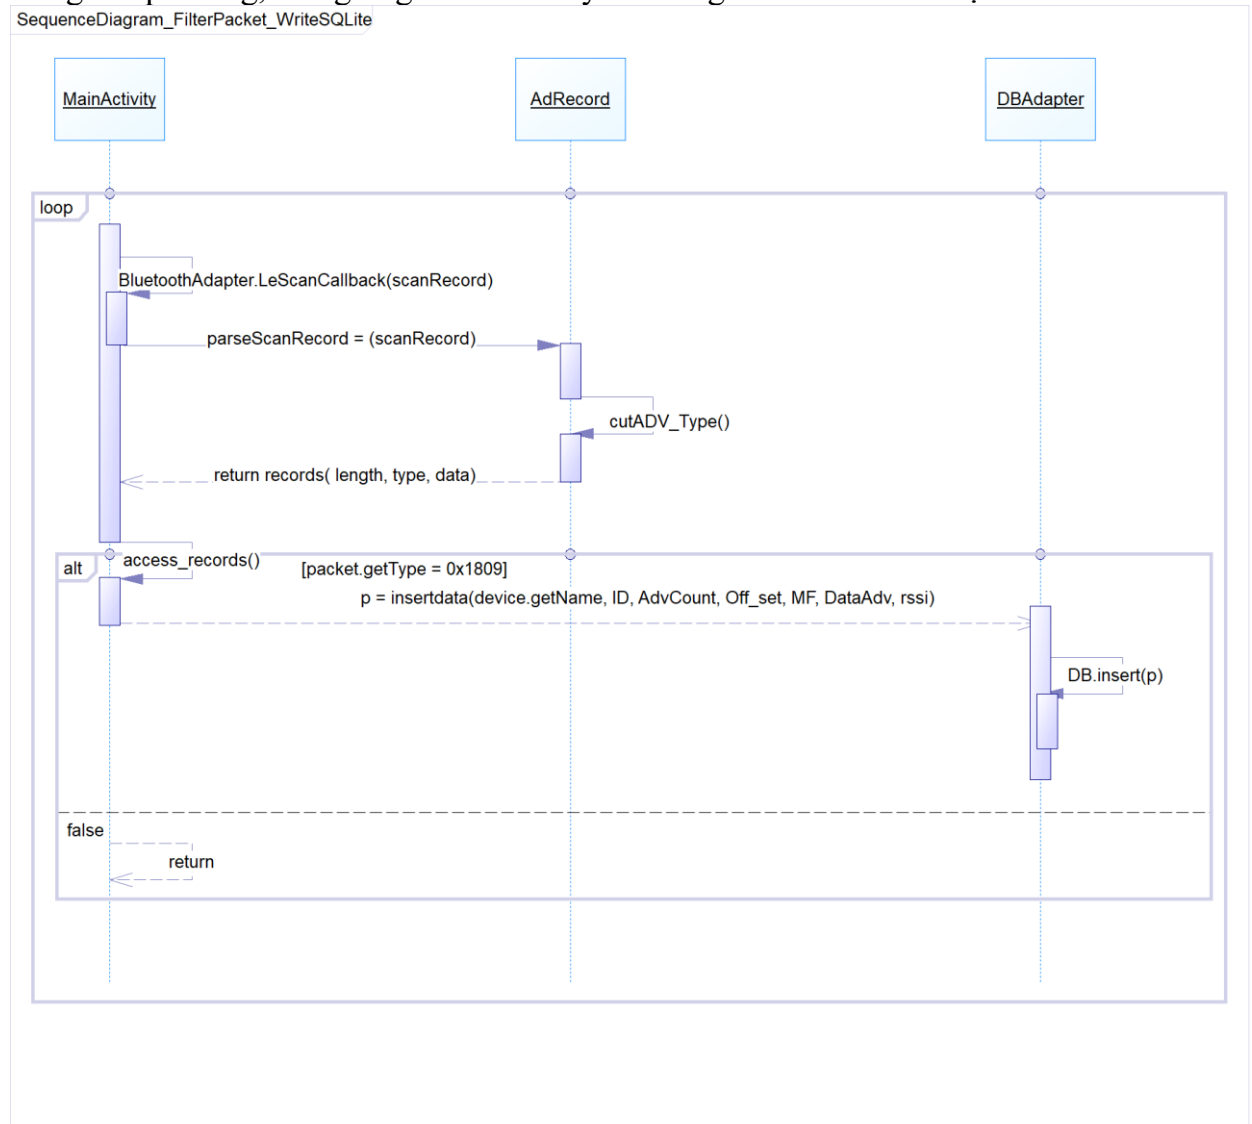 SequenceDiagram_FilterPacket_WriteSQLite
MainActivity
AdRecord
DBAdapter
loop
BluetoothAdapter.LeScanCallback(scanRecord)
parseScanRecord = (scanRecord)
cutADV_Type()
return records( length, type, data)
access_records()
alt
[packet.getType = 0x1809]
p = insertdata(device.getName, ID, AdvCount, Off_set, MF, DataAdv, rssi)
DB.insert(p)
false
return